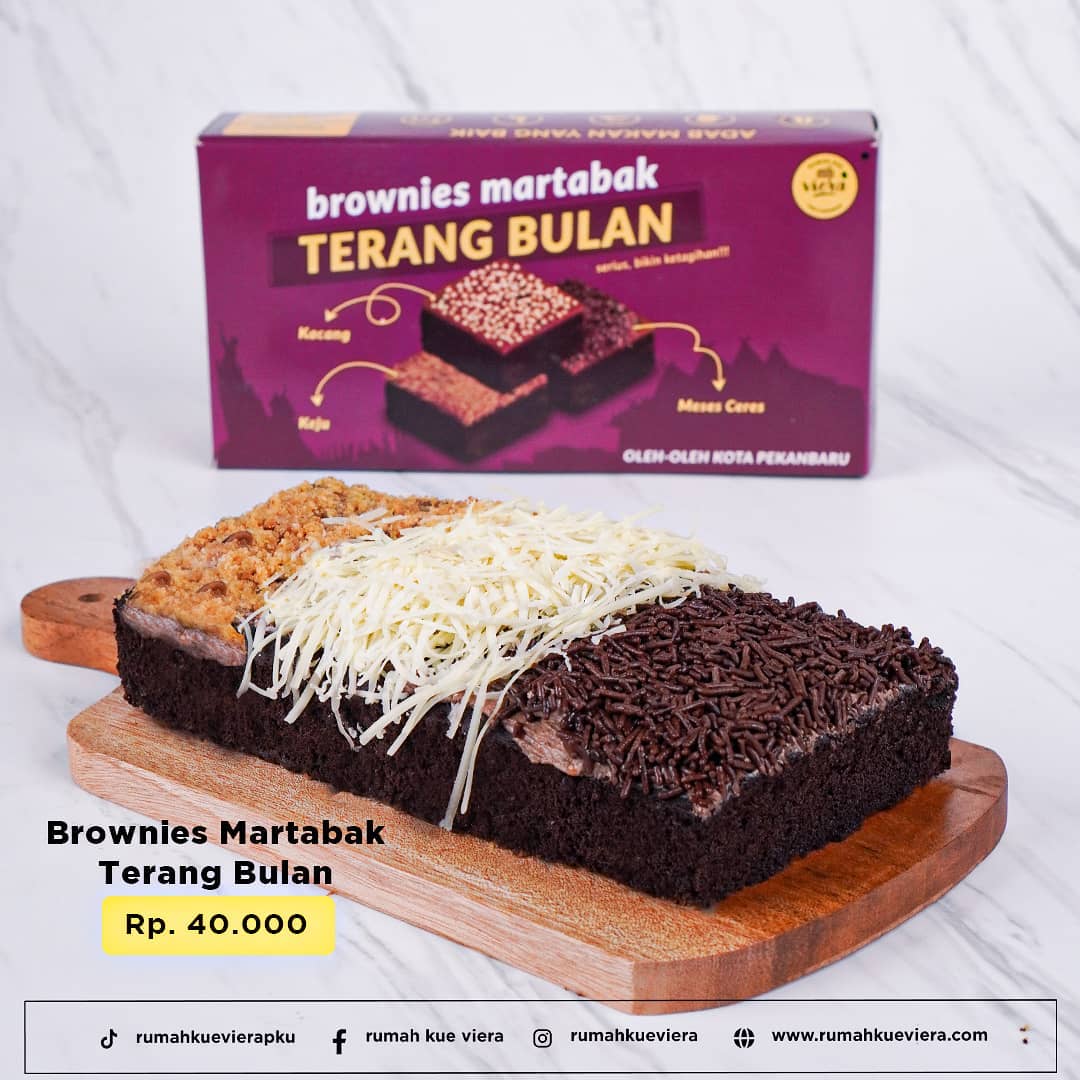 ADAB MAKAN YANG BAIK
viera
brownies martabak
TERANG BULAN
serius, bikin ketagihan!!!
Kacang
Keju
Meses Ceres
OLEH-OLEH KOTA PEKANBARU
Brownies Martabak
Terang Bulan
Rp. 40.000
rumahkuevierapku
rumah kue viera
rumahkueviera
www.rumahkueviera.com